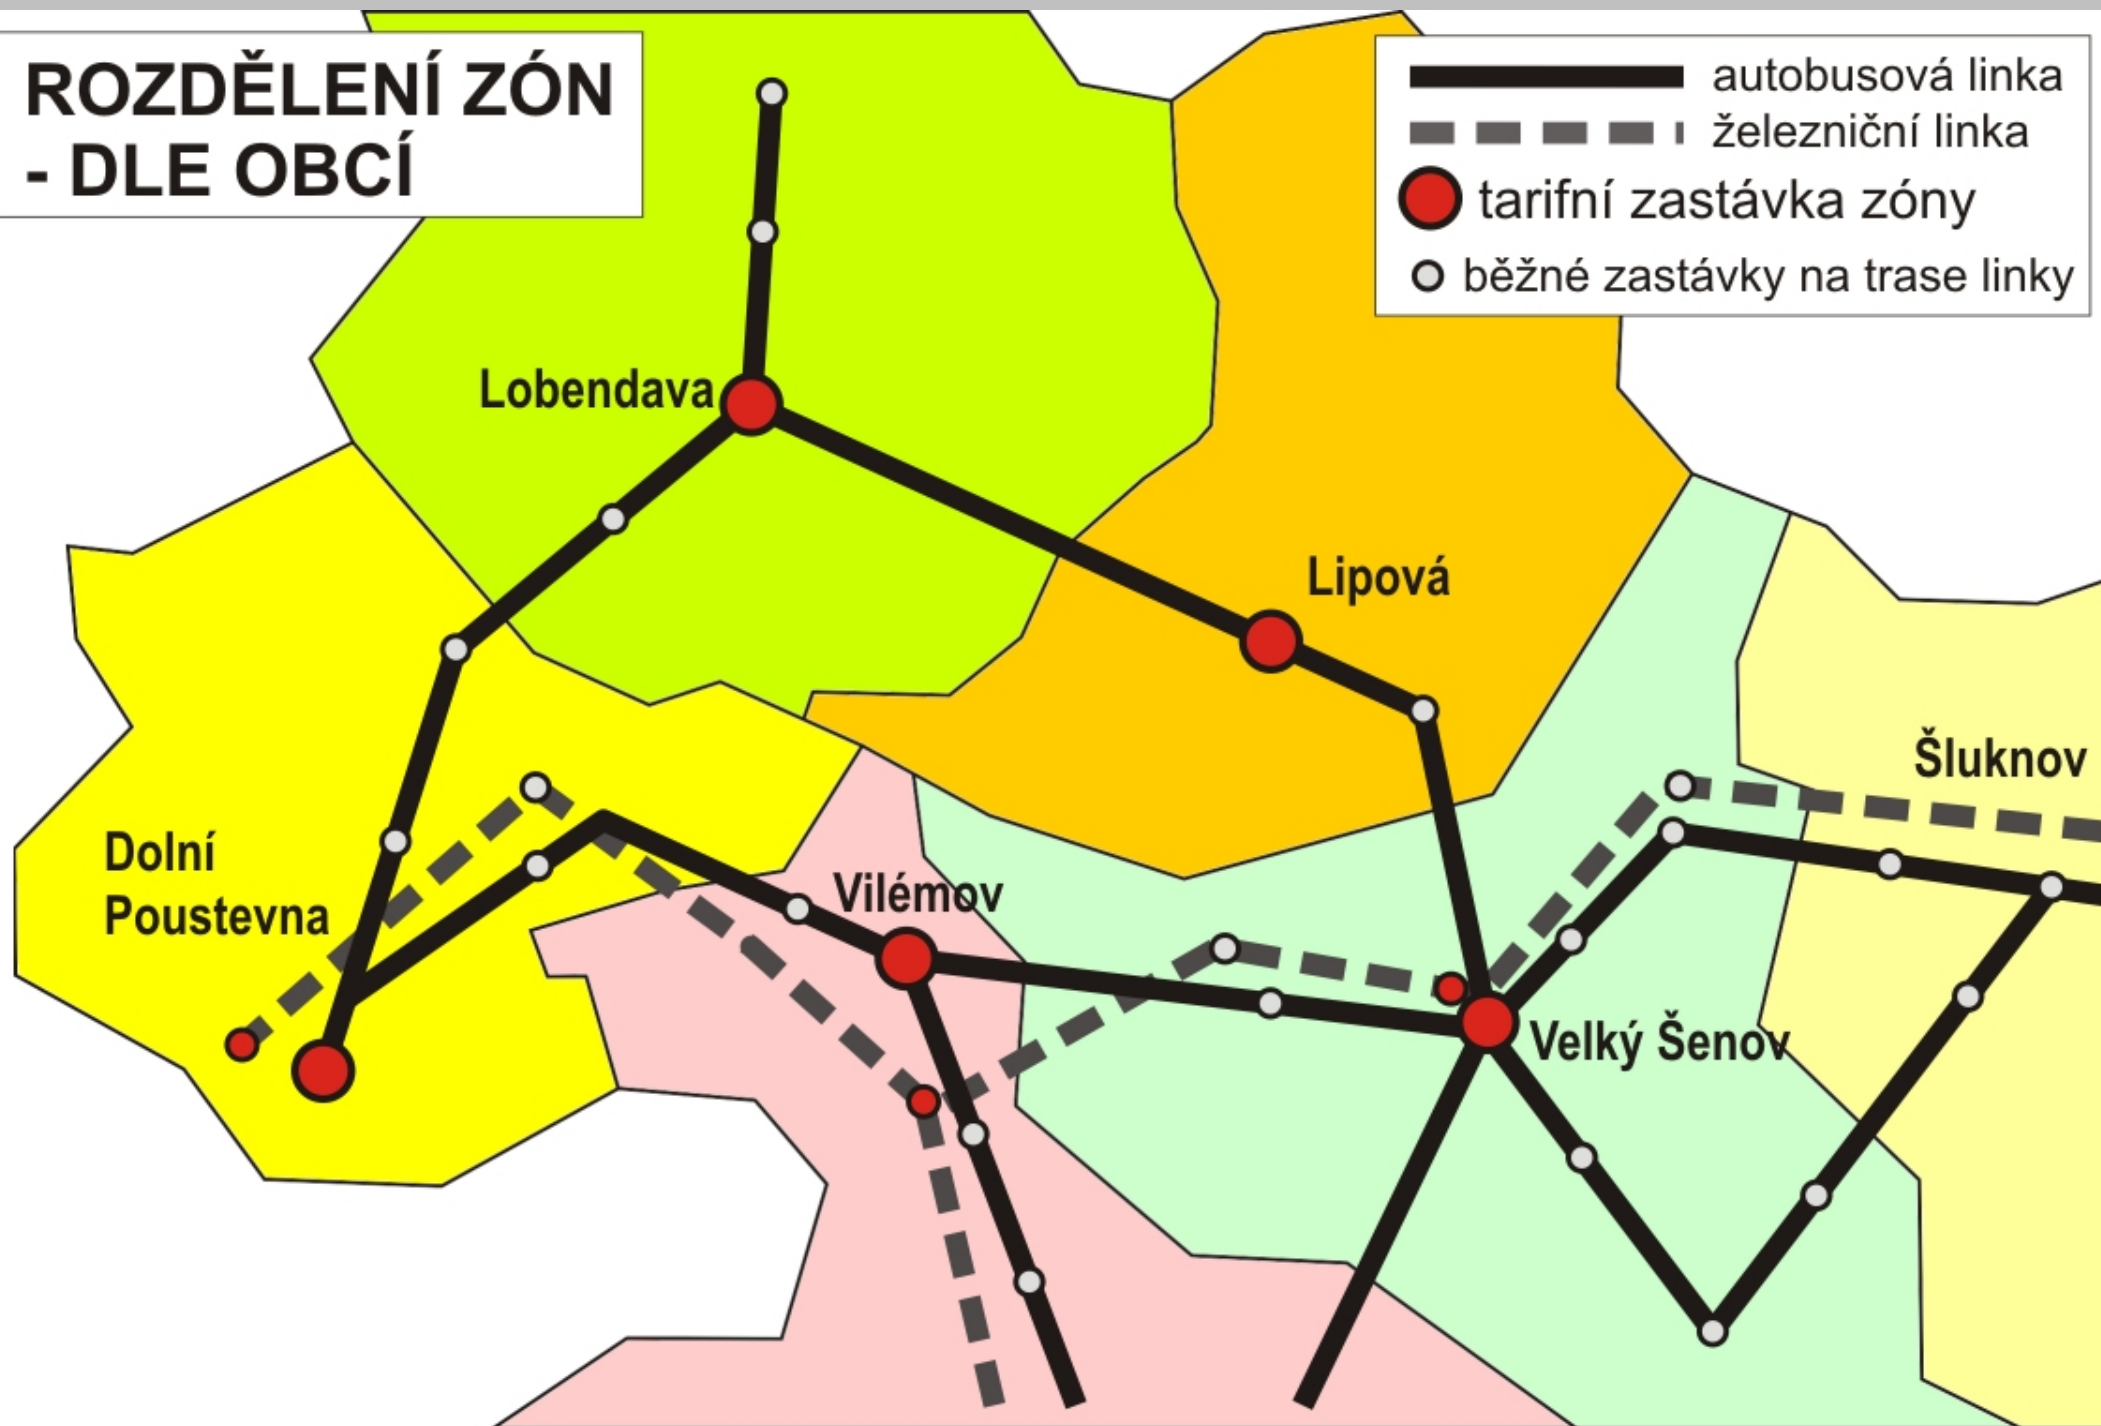 ROZDĚLENÍ ZÓN
- DLE OBCÍ
autobusová linka
železniční linka
tarifní zastávka zóny
běžné zastávky na trase linky
Lobendava
Lipová
Šluknov
Dolní
Poustevna
Vilémov
Velký Šenov